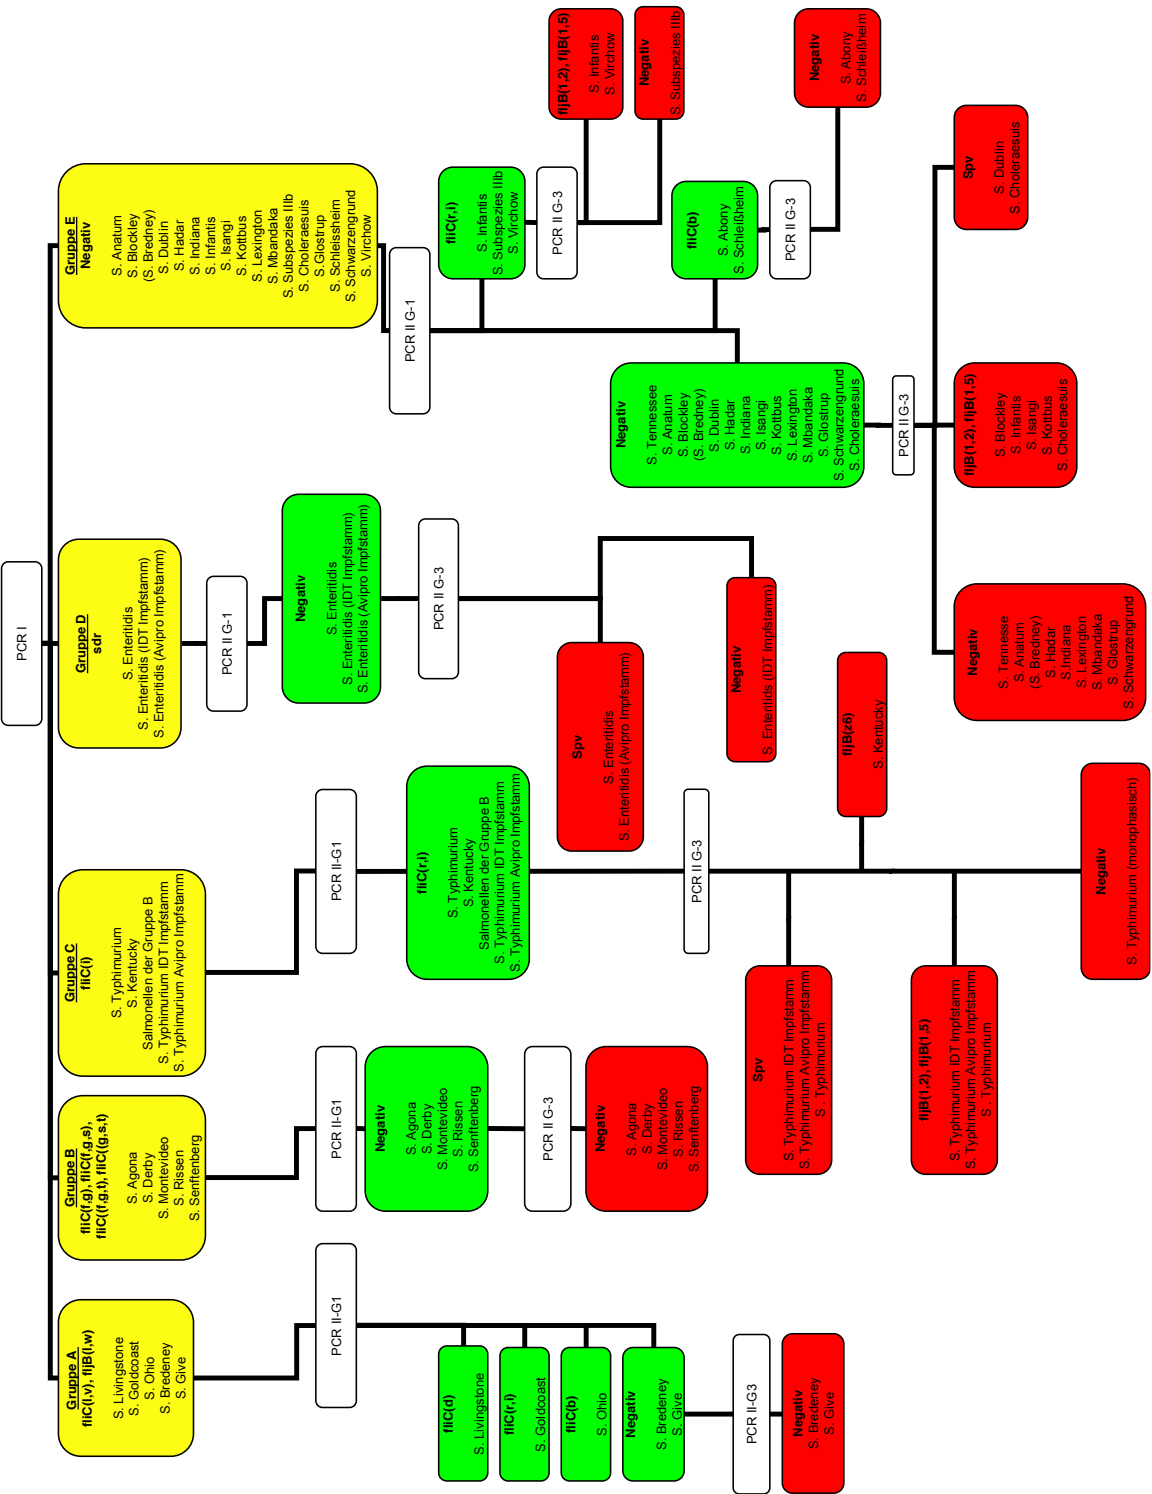 PCR I
Gruppe A
fliC(l,v), fljB(l,w)
S. Livingstone
S. Goldcoast
S. Ohio
S. Bredeney
S. Give
PCR II-G1
fliC(d)
S. Livingstone
fliC(r,i)
S. Goldcoast
fliC(b)
S. Ohio
Negativ
S. Bredeney
S. Give
PCR II-G3
Negativ
S. Bredeney
S. Give
Gruppe B
fliC(f,g), fliC(f,g,s),
fliC((f,g,t), fliC((g,s,t)
S. Agona
S. Derby
S. Montevideo
S. Rissen
S. Senftenberg
PCR II-G1
Negativ
S. Agona
S. Derby
S. Montevideo
S. Rissen
S. Senftenberg
PCR II G-3
Negativ
S. Agona
S. Derby
S. Montevideo
S. Rissen
S. Senftenberg
Gruppe C
fliC(i)
S. Typhimurium
S. Kentucky
Salmonellen der Gruppe B
S. Typhimurium IDT Impfstamm
S. Typhimurium Avipro Impfstamm
PCR II-G1
fliC(r,i)
S. Typhimurium
S. Kentucky
Salmonellen der Gruppe B
S. Typhimurium IDT Impfstamm
S. Typhimurium Avipro Impfstamm
PCR II G-3
Spv
S. Typhimurium IDT Impfstamm
S. Typhimurium Avipro Impfstamm
S . Typhimurium
fljB(z6)
S. Kentucky
fljB(1,2), fljB(1,5)
S. Typhimurium IDT Impfstamm
S. Typhimurium Avipro Impfstamm
S . Typhimurium
Negativ
S. Typhimurium (monophasisch)
Gruppe D
sdr
S. Enteritidis
S. Enteritidis (IDT Impfstamm)
S. Enteritidis (Avipro Impfstamm)
PCR II G-1
Negativ
S. Enteritidis
S. Enteritidis (IDT Impfstamm)
S. Enteritidis (Avipro Impfstamm)
PCR II G-3
Spv
S. Enteritidis
S. Enteritidis (Avipro Impfstamm)
Negativ
S. Enteritids (IDT Impfstamm)
Gruppe E
Negativ
S. Anatum
S. Blockley
(S. Bredney)
S. Dublin
S. Hadar
S. Indiana
S. Infantis
S. Isangi
S. Kottbus
S. Lexington
S. Mbandaka
S. Subspezies IIIb
S. Choleraesuis
S.Glostrup
S. Schleissheim
S. Schwarzengrund
S. Virchow
PCR II G-1
fliC(r,i)
S. Infantis
S. Subspezies IIIb
S. Virchow
PCR II G-3
fljB(1,2), fljB(1,5)
S. Infantis
S. Virchow
Negativ
S. Subspezies IIIb
fliC(b)
S. Abony
S. Schleißheim
PCR II G-3
Negativ
S. Abony
S. Schleißheim
Negativ
S. Tennessee
S. Anatum
S. Blockley
(S. Bredney)
S. Dublin
S. Hadar
S. Indiana
S. Isangi
S. Kottbus
S. Lexington
S. Mbandaka
S. Glostrup
S. Schwarzengrund
S. Choleraesuis
PCR II G-3
Negativ
S. Tennesse
S. Anatum
(S. Bredney)
S. Hadar
S.Indiana
S. Lexington
S. Mbandaka
S. Glostrup
S. Schwarzengrund
fljB(1,2), fljB(1,5)
S. Blockley
S. Infantis
S. Isangi
S. Kottbus
S. Choleraesuis
Spv
S. Dublin
S. Choleraesuis